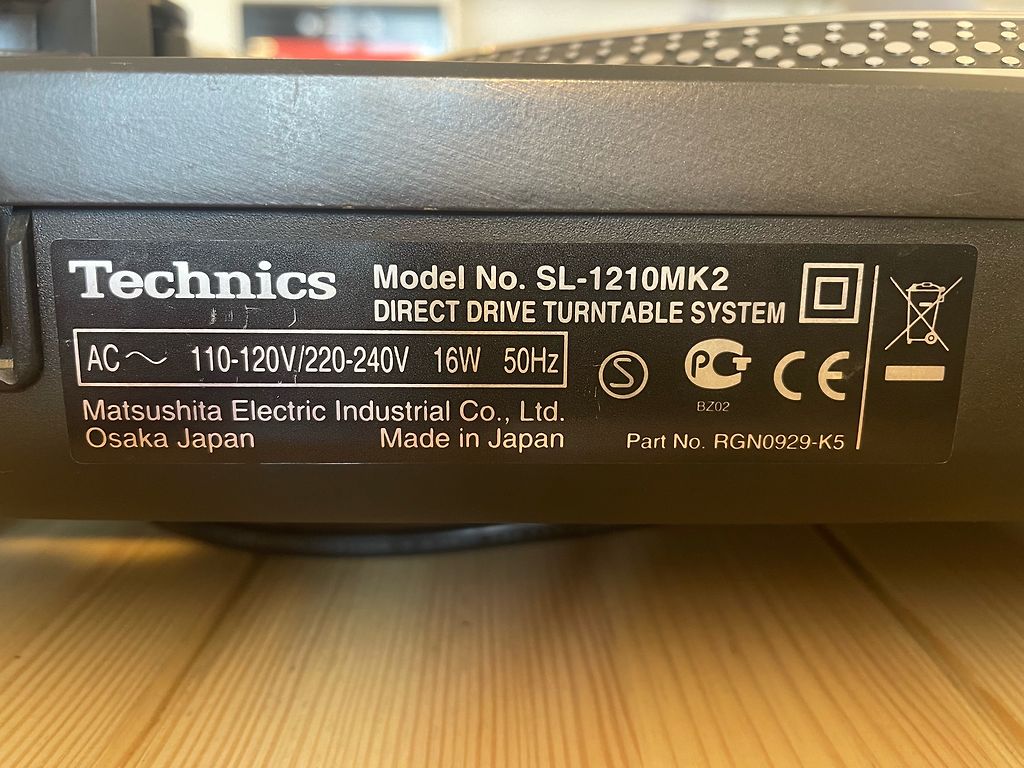 Technics
Model No. SL-1210MK2
DIRECT DRIVE TURNTABLE SYSTEM
AC ~ 110-120V/220-240V 16W 50Hz
S
PCT
BZ02
CE
Matsushita Electric Industrial Co., Ltd.
Osaka Japan Made in Japan
Part No. RGN0929-K5